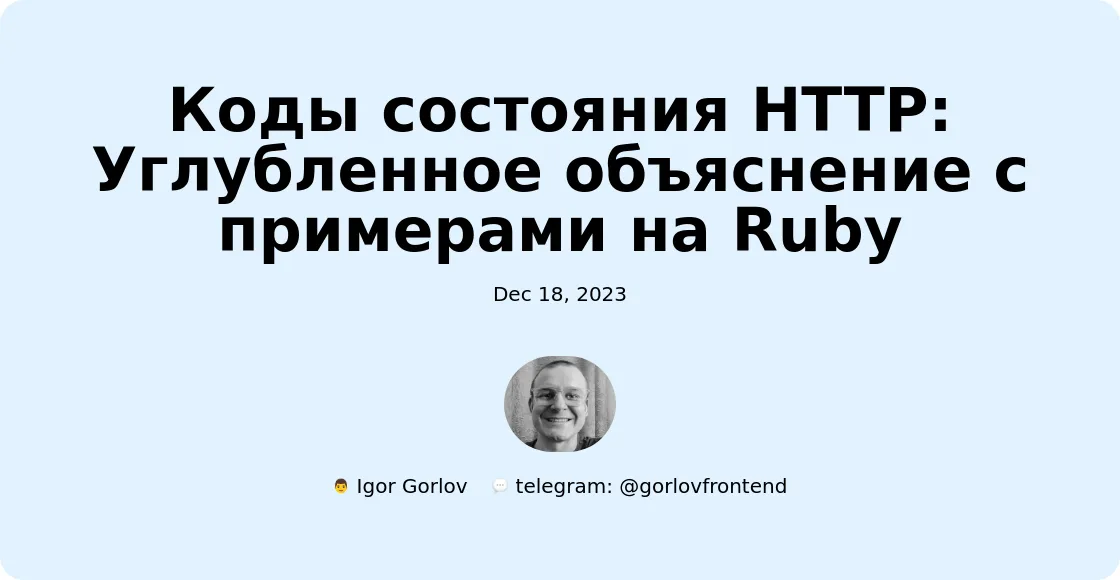 Коды состояния HTTP:
Углубленное объяснение с
примерами на Ruby
Dec 18, 2023
Igor Gorlov telegram: @gorlovfrontend